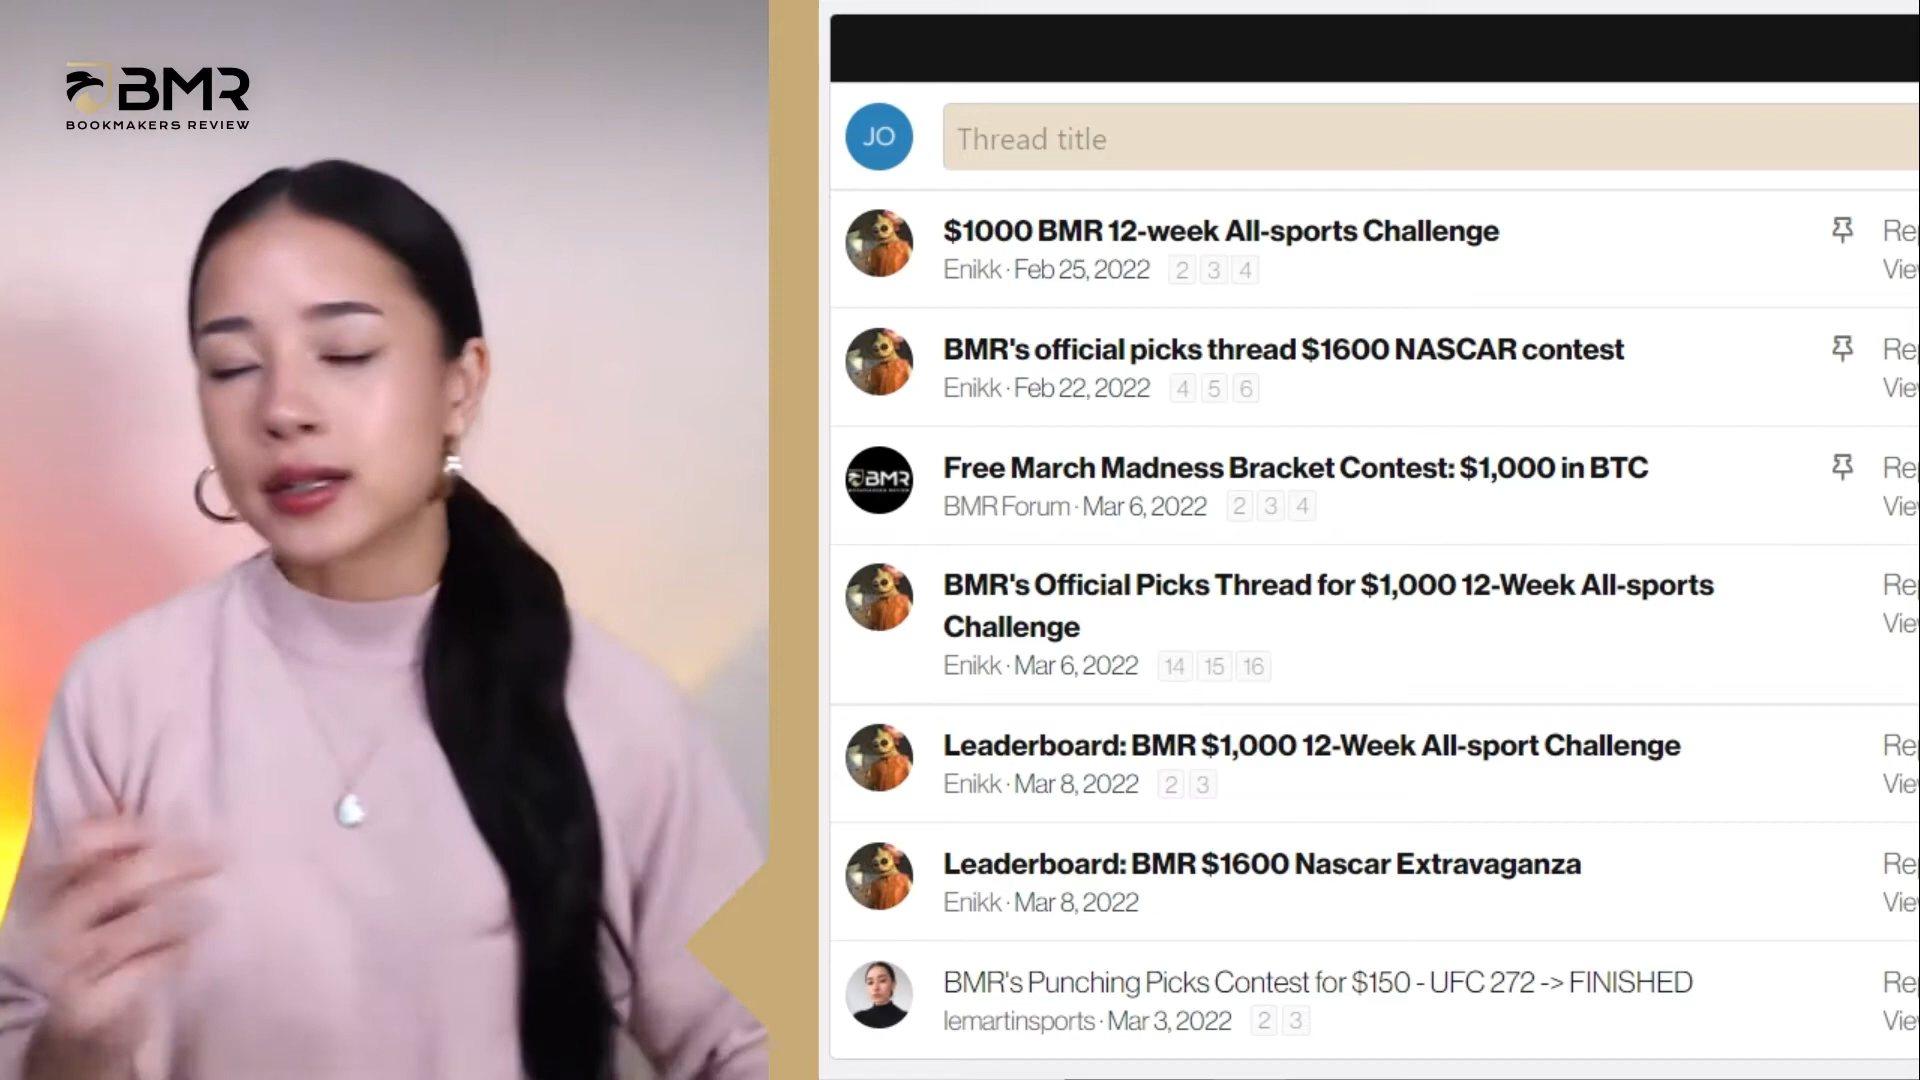 BMR
BOOKMAKERS REVIEW
JO
Thread title
$1000 BMR 12-week All-sports Challenge
Enikk · Feb 25, 2022 2 3 4
BMR's official picks thread $1600 NASCAR contest
Enikk · Feb 22, 2022 4 5 6
BMR
Free March Madness Bracket Contest: $1,000 in BTC
BMR Forum · Mar 6, 2022 2 3 4
BMR's Official Picks Thread for $1,000 12-Week All-sports
Challenge
Enikk · Mar 6, 2022 14 15 16
Leaderboard: BMR $1,000 12-Week All-sport Challenge
Enikk · Mar 8, 2022 2 3
Leaderboard: BMR $1600 Nascar Extravaganza
Enikk · Mar 8, 2022
BMR's Punching Picks Contest for $150 - UFC 272 -> FINISHED
lemartinsports · Mar 3, 2022 2 3